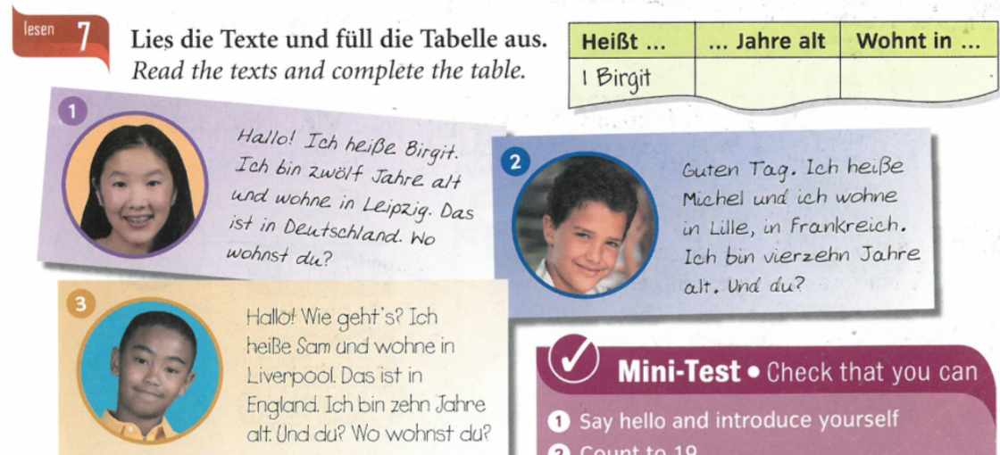 lesen 7
Lies die Texte und füll die Tabelle aus.
Read the texts and complete the table.
Heißt ... ... Jahre alt Wohnt in ...
1 Birgit
1
Hallo! Ich heiße Birgit.
Ich bin zwölf Jahre alt
und wohne in Leipzig. Das
ist in Deutschland. Wo
wohnst du?
2
Guten Tag. Ich heiße
Michel und ich wohne
in Lille, in Frankreich.
Ich bin vierzehn Jahre
alt. Und du?
3
Hallo! Wie geht's? Ich
heiße Sam und wohne in
Liverpool. Das ist in
England. Ich bin zehn Jahre
alt. Und du? Wo wohnst du?
Mini-Test • Check that you can
1 Say hello and introduce yourself
2 Count to 19